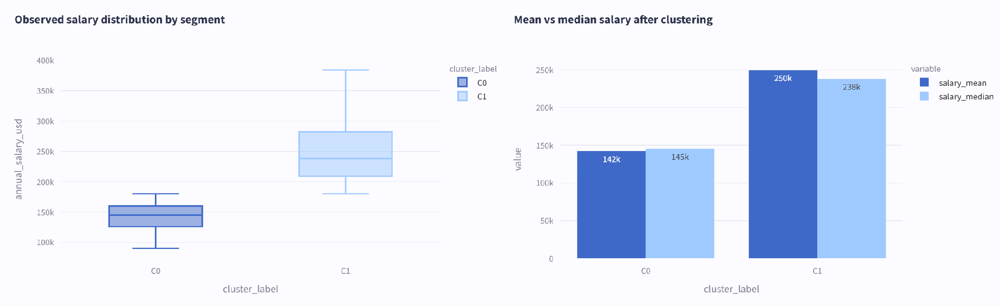 Observed salary distribution by segment
400k
350k
300k
250k
200k
150k
100k
annual_salary_usd
C0
C1
cluster_label
cluster_label
C0
C1
Mean vs median salary after clustering
250k
200k
150k
100k
50k
0
value
142k
145k
250k
238k
C0
C1
cluster_label
variable
salary_mean
salary_median